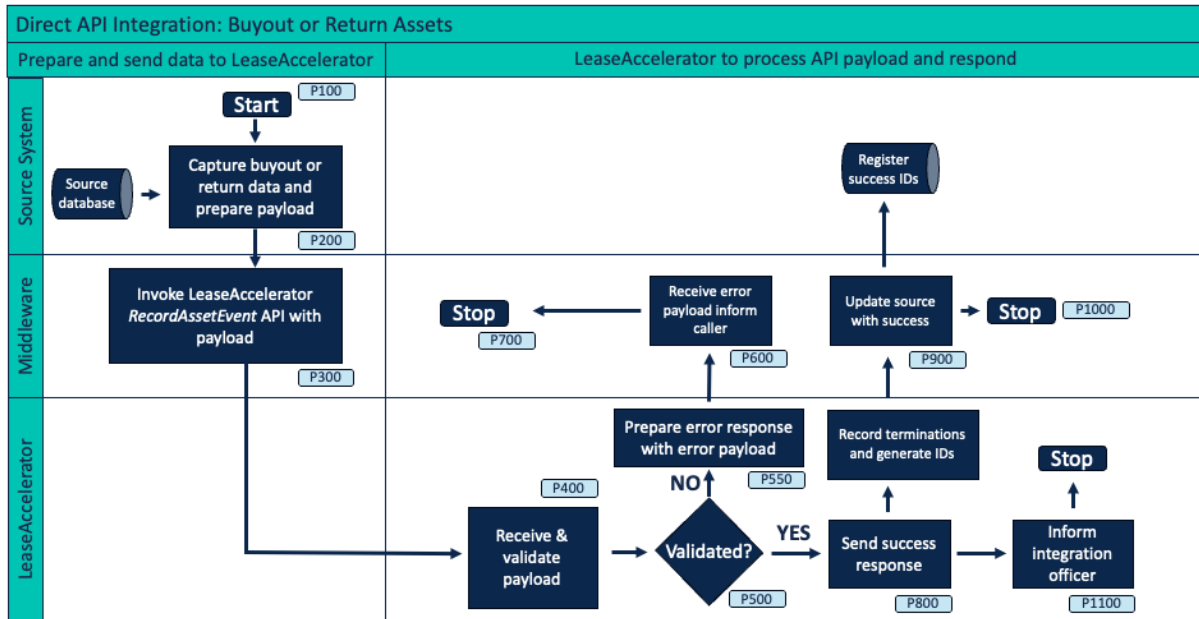 Direct API Integration: Buyout or Return Assets
Prepare and send data to LeaseAccelerator
LeaseAccelerator to process API payload and respond
Source System
Start
P100
Source
database
Capture buyout or
return data and
prepare payload
P200
Register
success IDs
Middleware
Invoke LeaseAccelerator
RecordAssetEvent API with
payload
P300
Stop
P700
Receive error
payload inform
caller
P600
Update source
with success
P900
Stop
P1000
LeaseAccelerator
Prepare error response
with error payload
P550
NO
P400
Receive &
validate
payload
Validated?
P500
YES
Record terminations
and generate IDs
Send success
response
P800
Stop
Inform
integration
officer
P1100